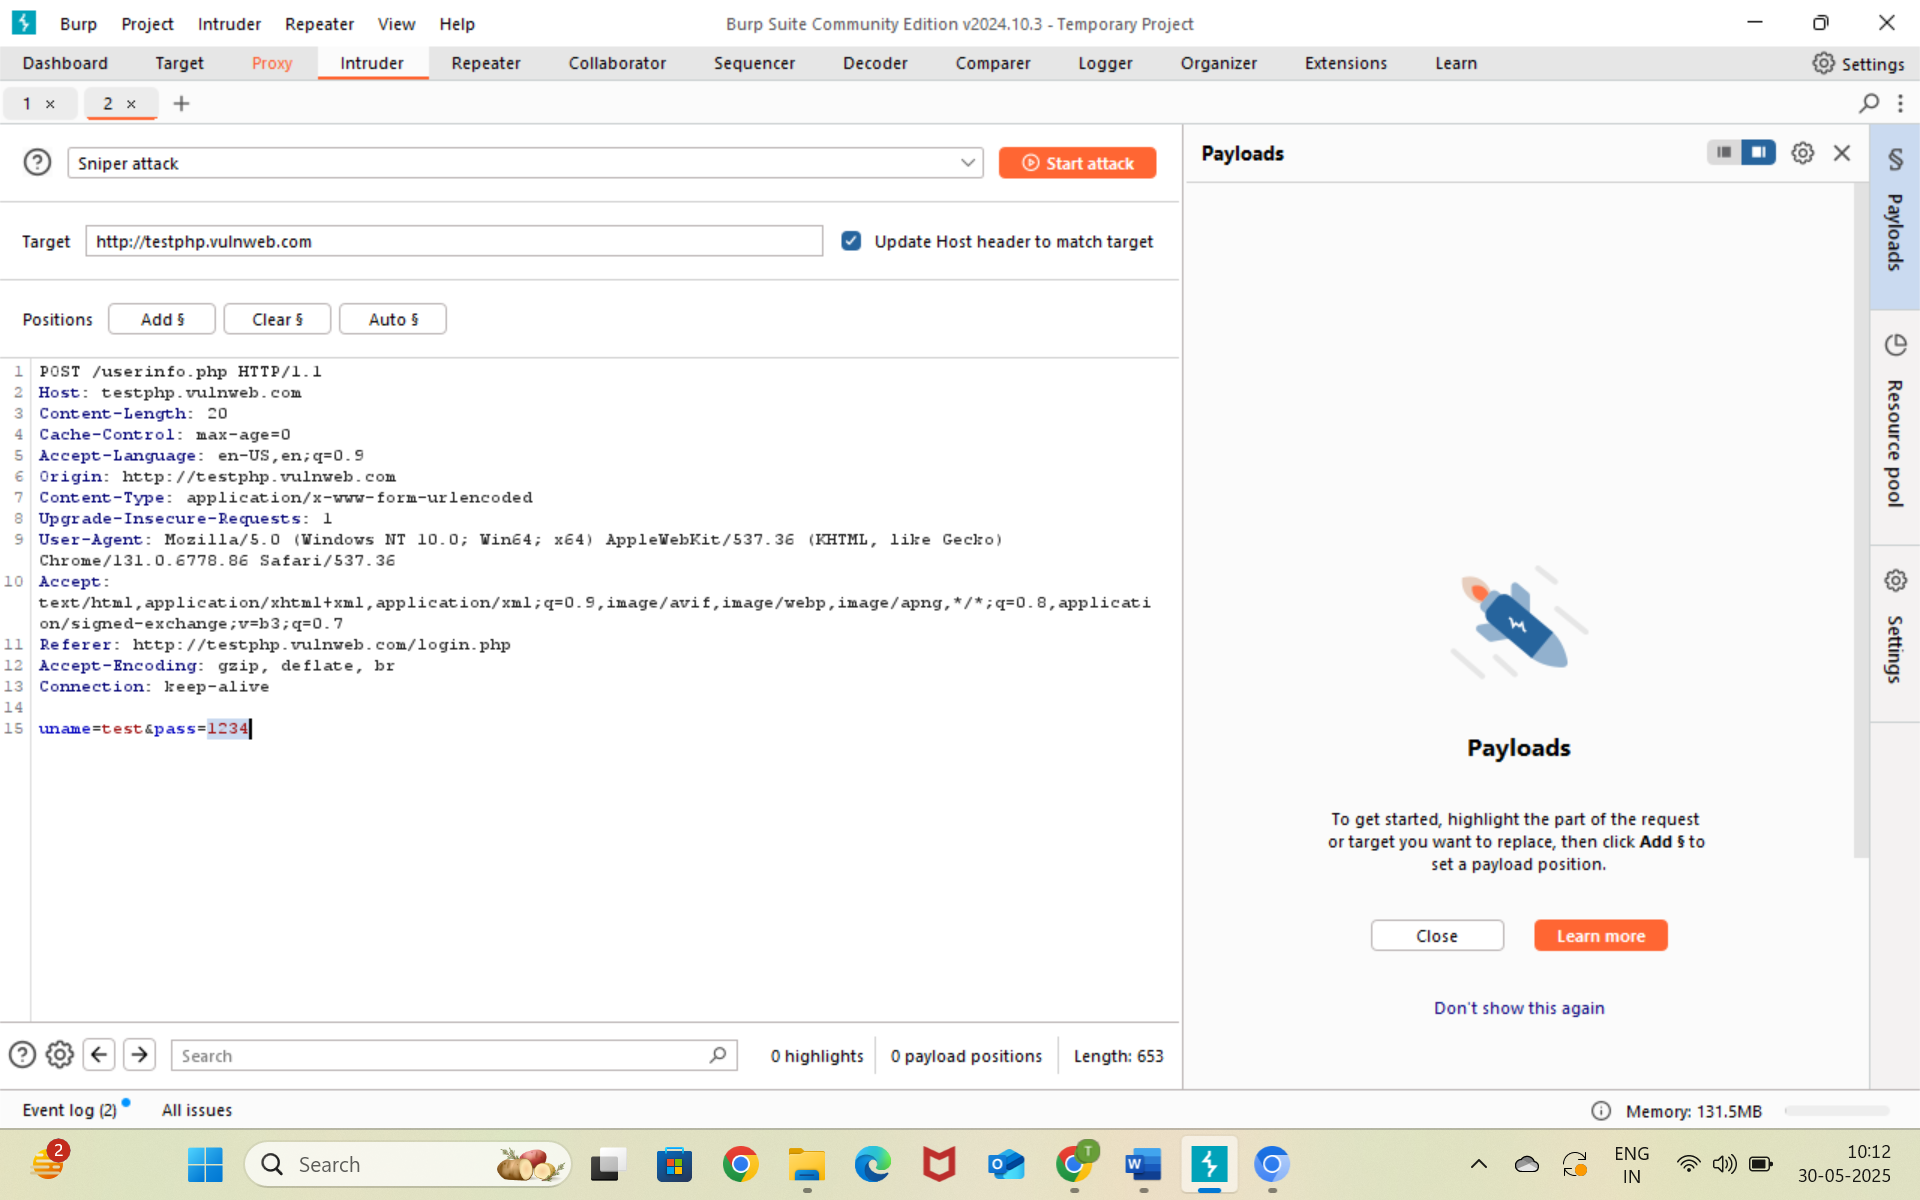 Burp Project Intruder Repeater View Help Burp Suite Community Edition v2024.10.3 - Temporary Project
Dashboard Target Proxy Intruder Repeater Collaborator Sequencer Decoder Comparer Logger Organizer Extensions Learn Settings
1 × 2 × +
Sniper attack Start attack
Payloads
Target http://testphp.vulnweb.com Update Host header to match target
Positions Add § Clear § Auto §
1 POST /userinfo.php HTTP/1.1
2 Host: testphp.vulnweb.com
3 Content-Length: 20
4 Cache-Control: max-age=0
5 Accept-Language: en-US,en;q=0.9
6 Origin: http://testphp.vulnweb.com
7 Content-Type: application/x-www-form-urlencoded
8 Upgrade-Insecure-Requests: 1
9 User-Agent: Mozilla/5.0 (Windows NT 10.0; Win64; x64) AppleWebKit/537.36 (KHTML, like Gecko)
Chrome/131.0.6778.86 Safari/537.36
10 Accept:
text/html,application/xhtml+xml,application/xml;q=0.9,image/avif,image/webp,image/apng,*/*;q=0.8,applicati
on/signed-exchange;v=b3;q=0.7
11 Referer: http://testphp.vulnweb.com/login.php
12 Accept-Encoding: gzip, deflate, br
13 Connection: keep-alive
14
15 uname=test&pass=1234
Payloads
To get started, highlight the part of the request
or target you want to replace, then click Add § to
set a payload position.
Close Learn more
Don't show this again
§ Payloads
Resource pool
Settings
Search 0 highlights 0 payload positions Length: 653
Event log (2) All issues Memory: 131.5MB
2 Search T W ENG
IN
10:12
30-05-2025